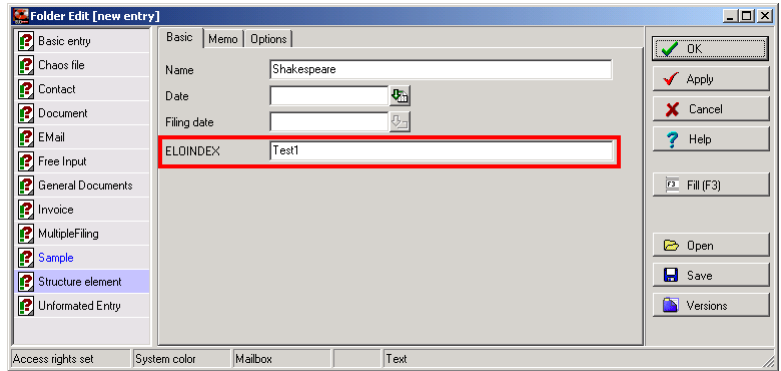 Folder Edit [new entry]
Basic entry
Chaos file
Contact
Document
EMail
Free Input
General Documents
Invoice
MultipleFiling
Sample
Structure element
Unformated Entry
Basic
Memo
Options
Name
Shakespeare
Date
Filing date
ELOINDEX
Test1
OK
Apply
Cancel
Help
Fill (F3)
Open
Save
Versions
Access rights set
System color
Mailbox
Text